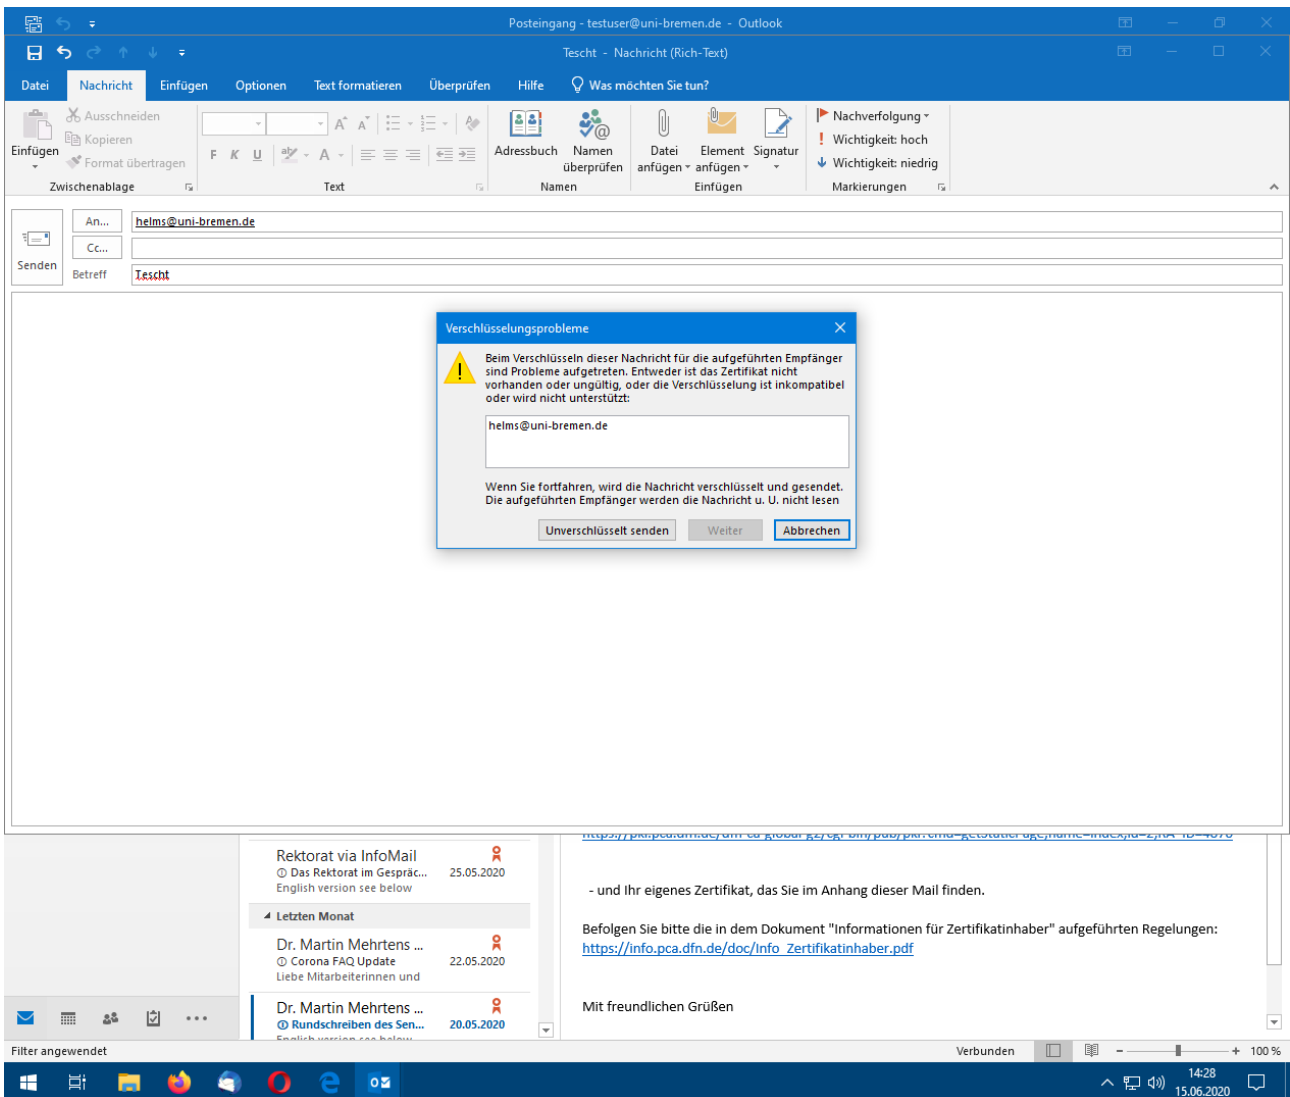 Posteingang - testuser@uni-bremen.de - Outlook
Tescht - Nachricht (Rich-Text)
Datei Nachricht Einfügen Optionen Text formatieren Überprüfen Hilfe Was möchten Sie tun?
Einfügen
Ausschneiden
Kopieren
Format übertragen
Zwischenablage
F K U
Text
Adressbuch
Namen
überprüfen
Namen
Datei
anfügen
Element
anfügen
Signatur
Einfügen
Nachverfolgung
Wichtigkeit: hoch
Wichtigkeit: niedrig
Markierungen
Senden
An...
helms@uni-bremen.de
Cc...
Betreff
Tescht
Verschlüsselungsprobleme
Beim Verschlüsseln dieser Nachricht für die aufgeführten Empfänger
sind Probleme aufgetreten. Entweder ist das Zertifikat nicht
vorhanden oder ungültig, oder die Verschlüsselung ist inkompatibel
oder wird nicht unterstützt:
helms@uni-bremen.de
Wenn Sie fortfahren, wird die Nachricht verschlüsselt und gesendet.
Die aufgeführten Empfänger werden die Nachricht u. U. nicht lesen
Unverschlüsselt senden
Weiter
Abbrechen
Rektorat via InfoMail
Das Rektorat im Gespräc... 25.05.2020
English version see below
Letzten Monat
Dr. Martin Mehrtens ...
Corona FAQ Update 22.05.2020
Liebe Mitarbeiterinnen und
Dr. Martin Mehrtens ...
Rundschreiben des Sen... 20.05.2020
English version see below
- und Ihr eigenes Zertifikat, das Sie im Anhang dieser Mail finden.
Befolgen Sie bitte die in dem Dokument "Informationen für Zertifikatinhaber" aufgeführten Regelungen:
https://info.pca.dfn.de/doc/Info_Zertifikatinhaber.pdf
Mit freundlichen Grüßen
Filter angewendet
Verbunden
100 %
14:28
15.06.2020